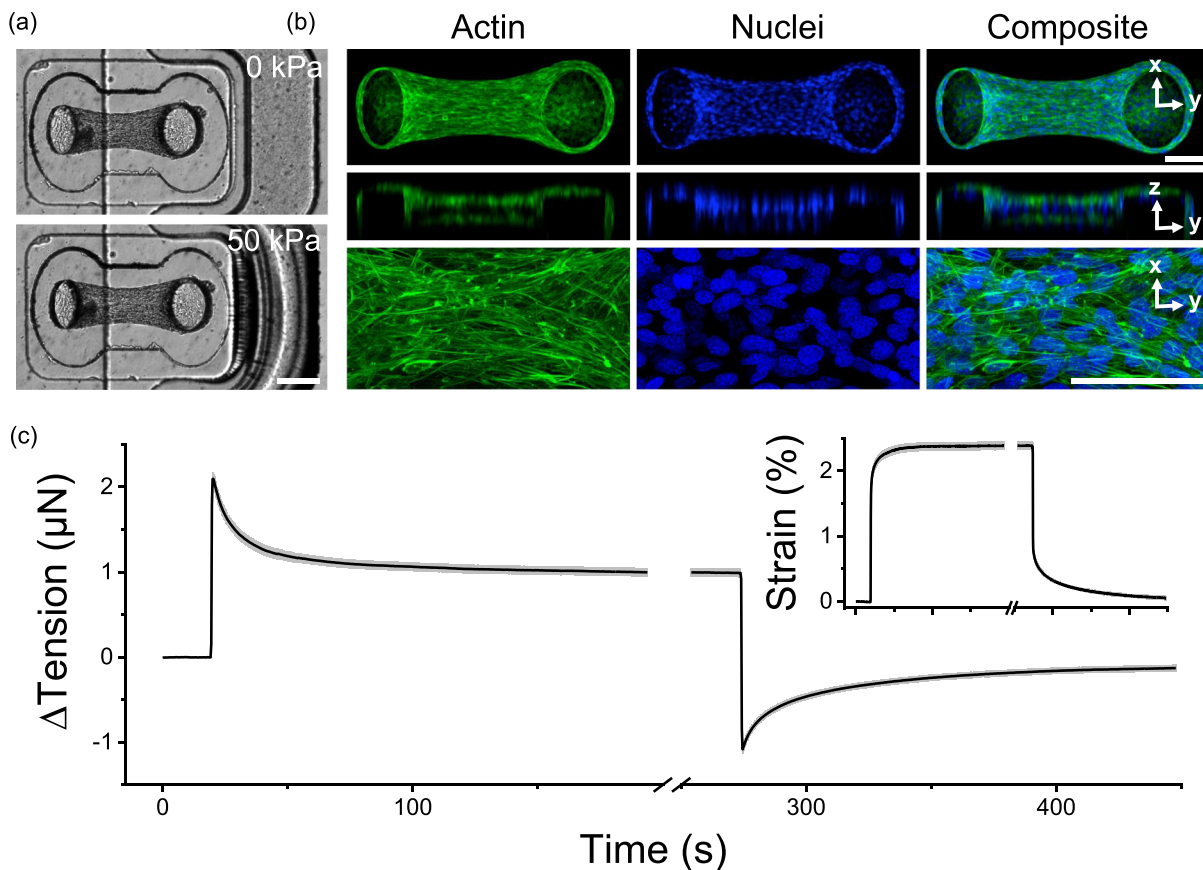 (a)
0 kPa
50 kPa
(b)
Actin
Nuclei
Composite
x
y
z
y
x
y
(c)
ΔTension (µN)
2
1
0
-1
0
100
300
400
Time (s)
Strain (%)
2
1
0